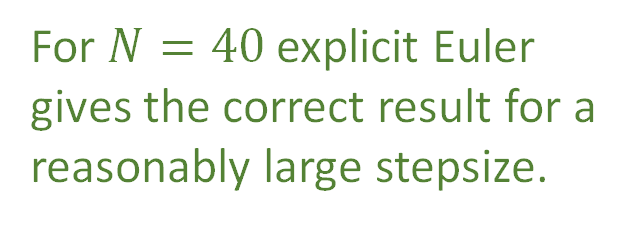 For N = 40 explicit Euler
gives the correct result for a
reasonably large stepsize.